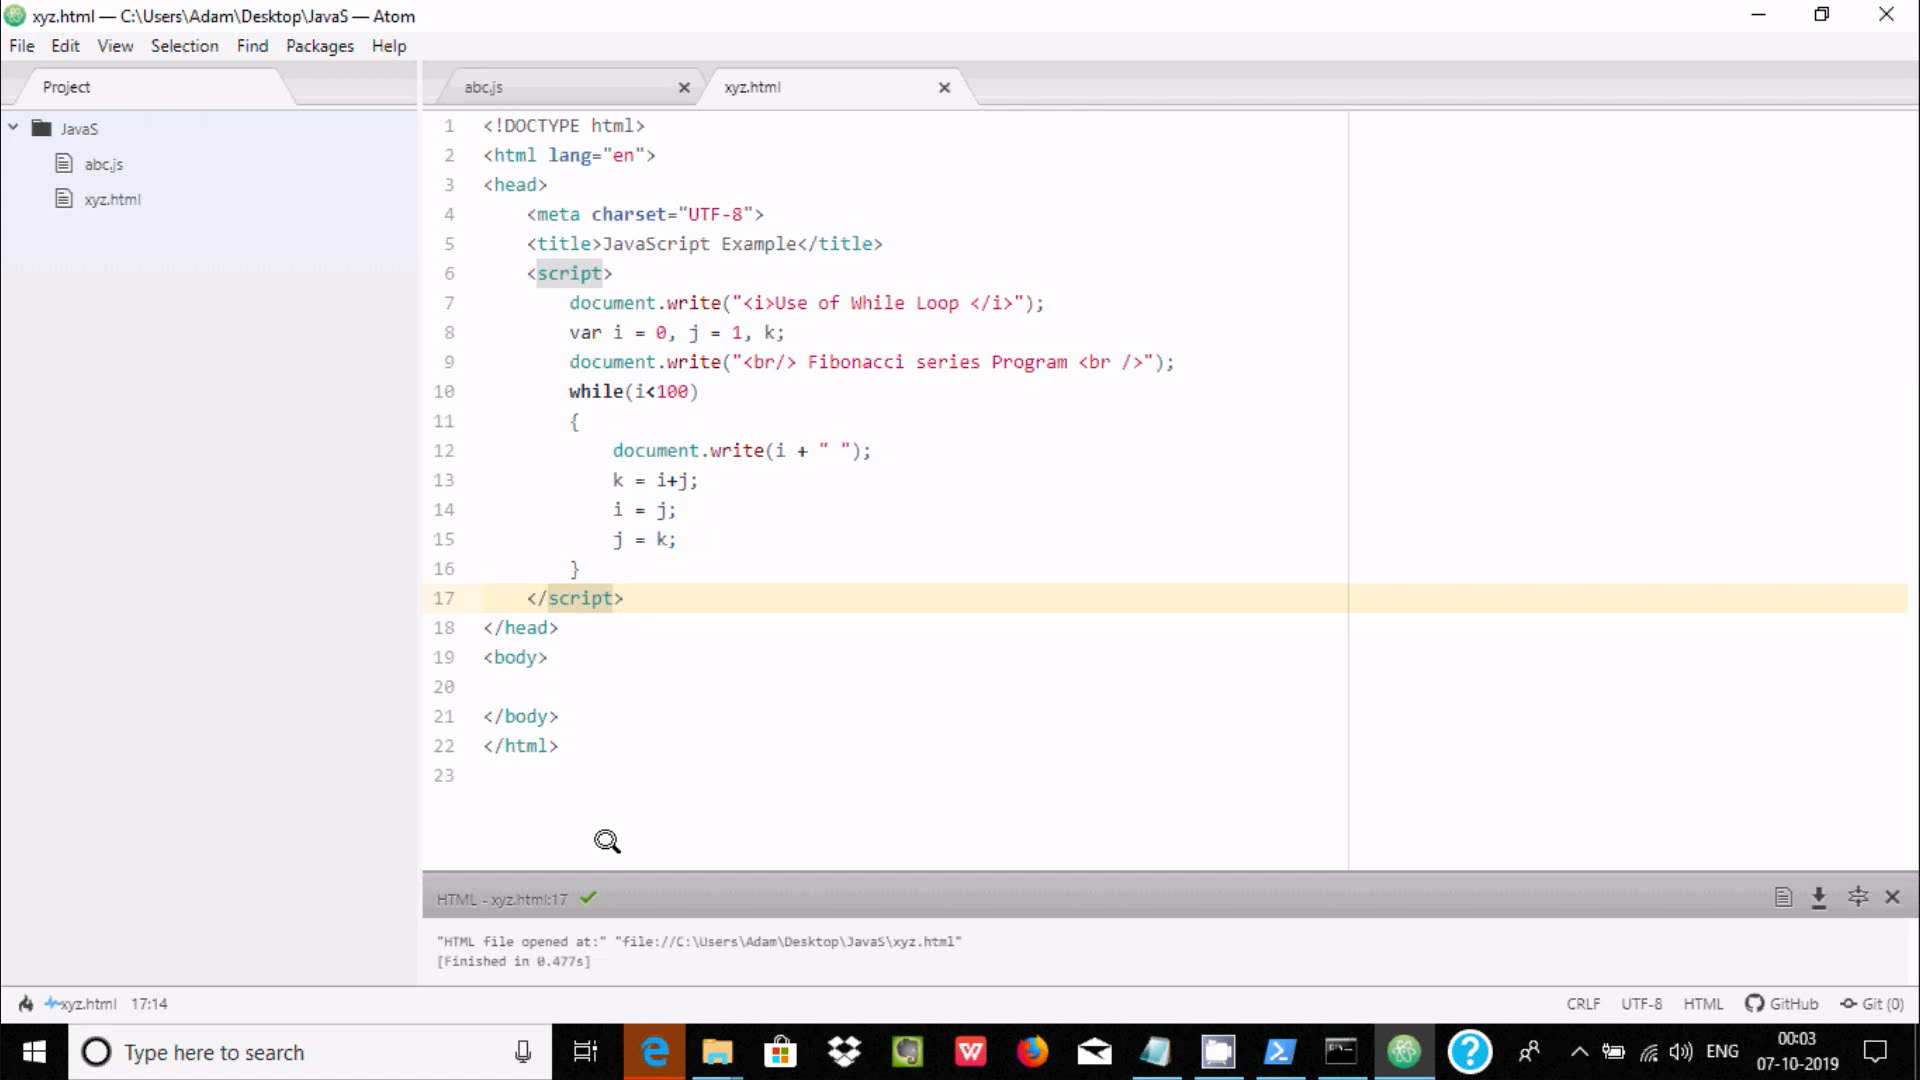 xyz.html — C:\Users\Adam\Desktop\JavaS — Atom
File Edit View Selection Find Packages Help
Project
abc.js
xyz.html
JavaS
abc.js
xyz.html
1 <!DOCTYPE html>
2 <html lang="en">
3 <head>
4 <meta charset="UTF-8">
5 <title>JavaScript Example</title>
6 <script>
7 document.write("<i>Use of While Loop </i>");
8 var i = 0, j = 1, k;
9 document.write("<br/> Fibonacci series Program <br />");
10 while(i<100)
11 {
12 document.write(i + " ");
13 k = i+j;
14 i = j;
15 j = k;
16 }
17 </script>
18 </head>
19 <body>
20
21 </body>
22 </html>
23
HTML - xyz.html:17
"HTML file opened at:" "file://C:\Users\Adam\Desktop\JavaS\xyz.html"
[Finished in 0.477s]
xyz.html 17:14
CRLF UTF-8 HTML GitHub Git (0)
Type here to search
ENG
00:03
07-10-2019